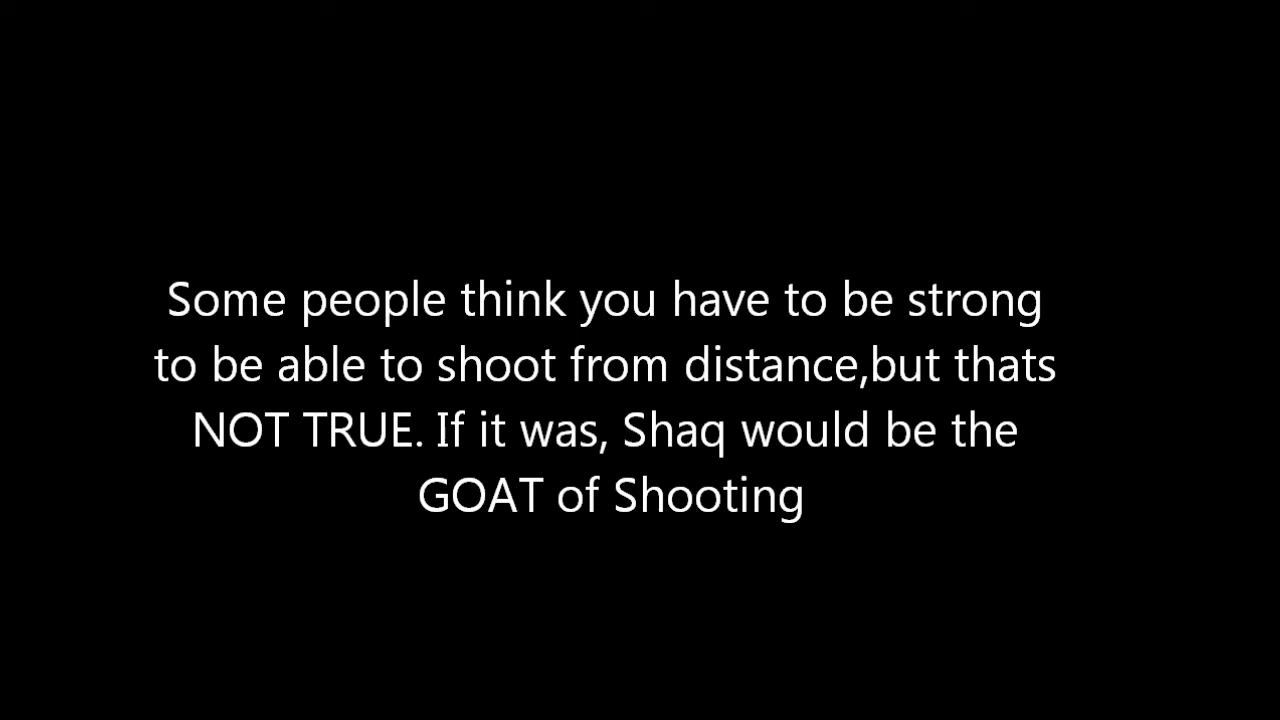 Some people think you have to be strong
to be able to shoot from distance,but thats
NOT TRUE. If it was, Shaq would be the
GOAT of Shooting